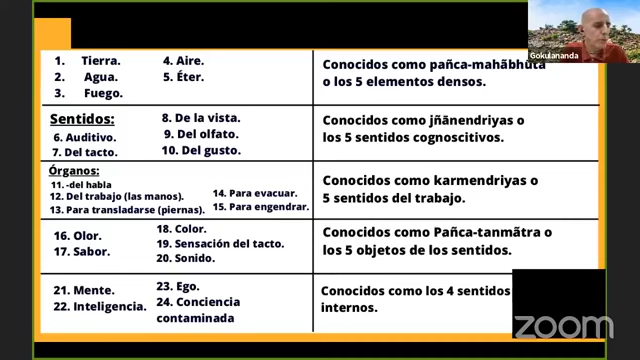 Gokulananda
1. Tierra.
2. Agua.
3. Fuego.
4. Aire.
5. Éter.
Conocidos como pañca-mahãbhuta
o los 5 elementos densos.
Sentidos:
6. Auditivo.
7. Del tacto.
8. De la vista.
9. Del olfato.
10. Del gusto.
Conocidos como jñānendriyas o
los 5 sentidos cognoscitivos.
Órganos:
11. -del habla
12. Del trabajo (las manos).
13. Para transladarse (piernas).
14. Para evacuar.
15. Para engendrar.
Conocidos como karmendriyas o
5 sentidos del trabajo.
16. Olor.
17. Sabor.
18. Color.
19. Sensación del tacto.
20. Sonido.
Conocidos como Pañca-tanmãtra o
los 5 objetos de los sentidos.
21. Mente.
22. Inteligencia.
23. Ego.
24. Conciencia
contaminada
Conocidos como los 4 sentidos
internos.
zoom